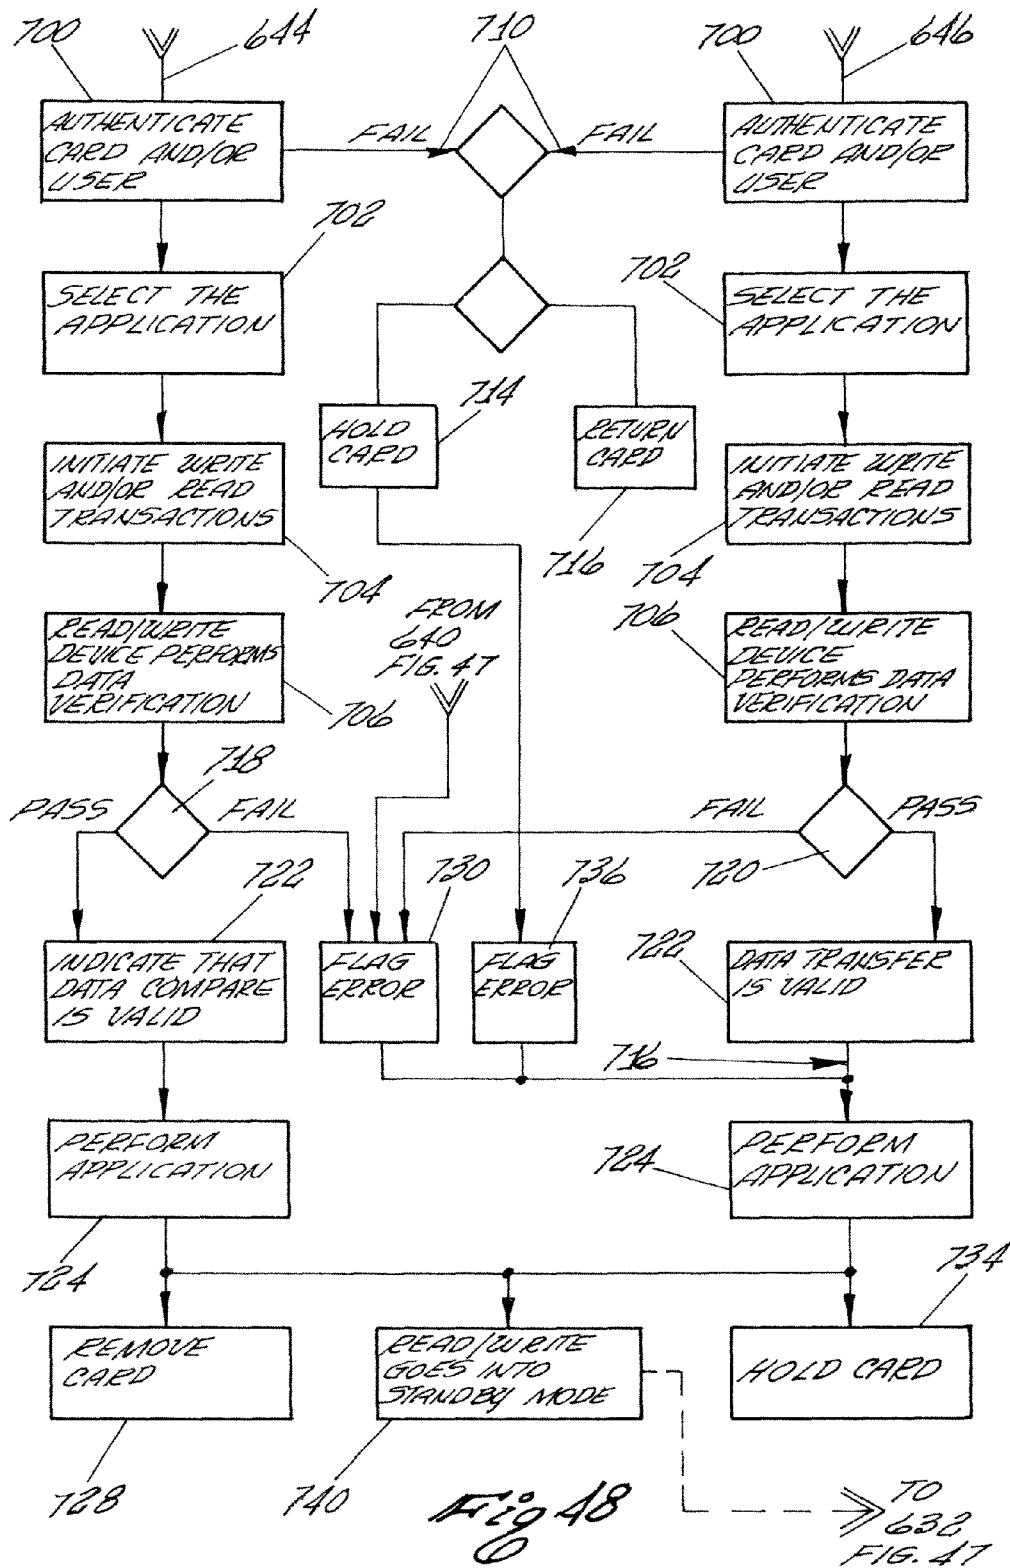 700
644
710
700
646
AUTHENTICATE
CARD AND/OR
USER
FAIL
FAIL
AUTHENTICATE
CARD AND/OR
USER
702
702
SELECT THE
APPLICATION
SELECT THE
APPLICATION
714
HOLD
CARD
RETURN
CARD
INITIATE WRITE
AND/OR READ
TRANSACTIONS
INITIATE WRITE
AND/OR READ
TRANSACTIONS
704
716
704
FROM
640
FIG. 47
706
READ/WRITE
DEVICE PERFORMS
DATA
VERIFICATION
706
READ/WRITE
DEVICE
PERFORMS DATA
VERIFICATION
718
PASS
FAIL
FAIL
PASS
720
722
730
736
722
INDICATE THAT
DATA COMPARE
IS VALID
FLAG
ERROR
FLAG
ERROR
DATA TRANSFER
IS VALID
716
PERFORM
APPLICATION
724
PERFORM
APPLICATION
724
734
REMOVE
CARD
READ/WRITE
GOES INTO
STANDBY MODE
HOLD CARD
728
740
Fig 48
TO
632
FIG. 47